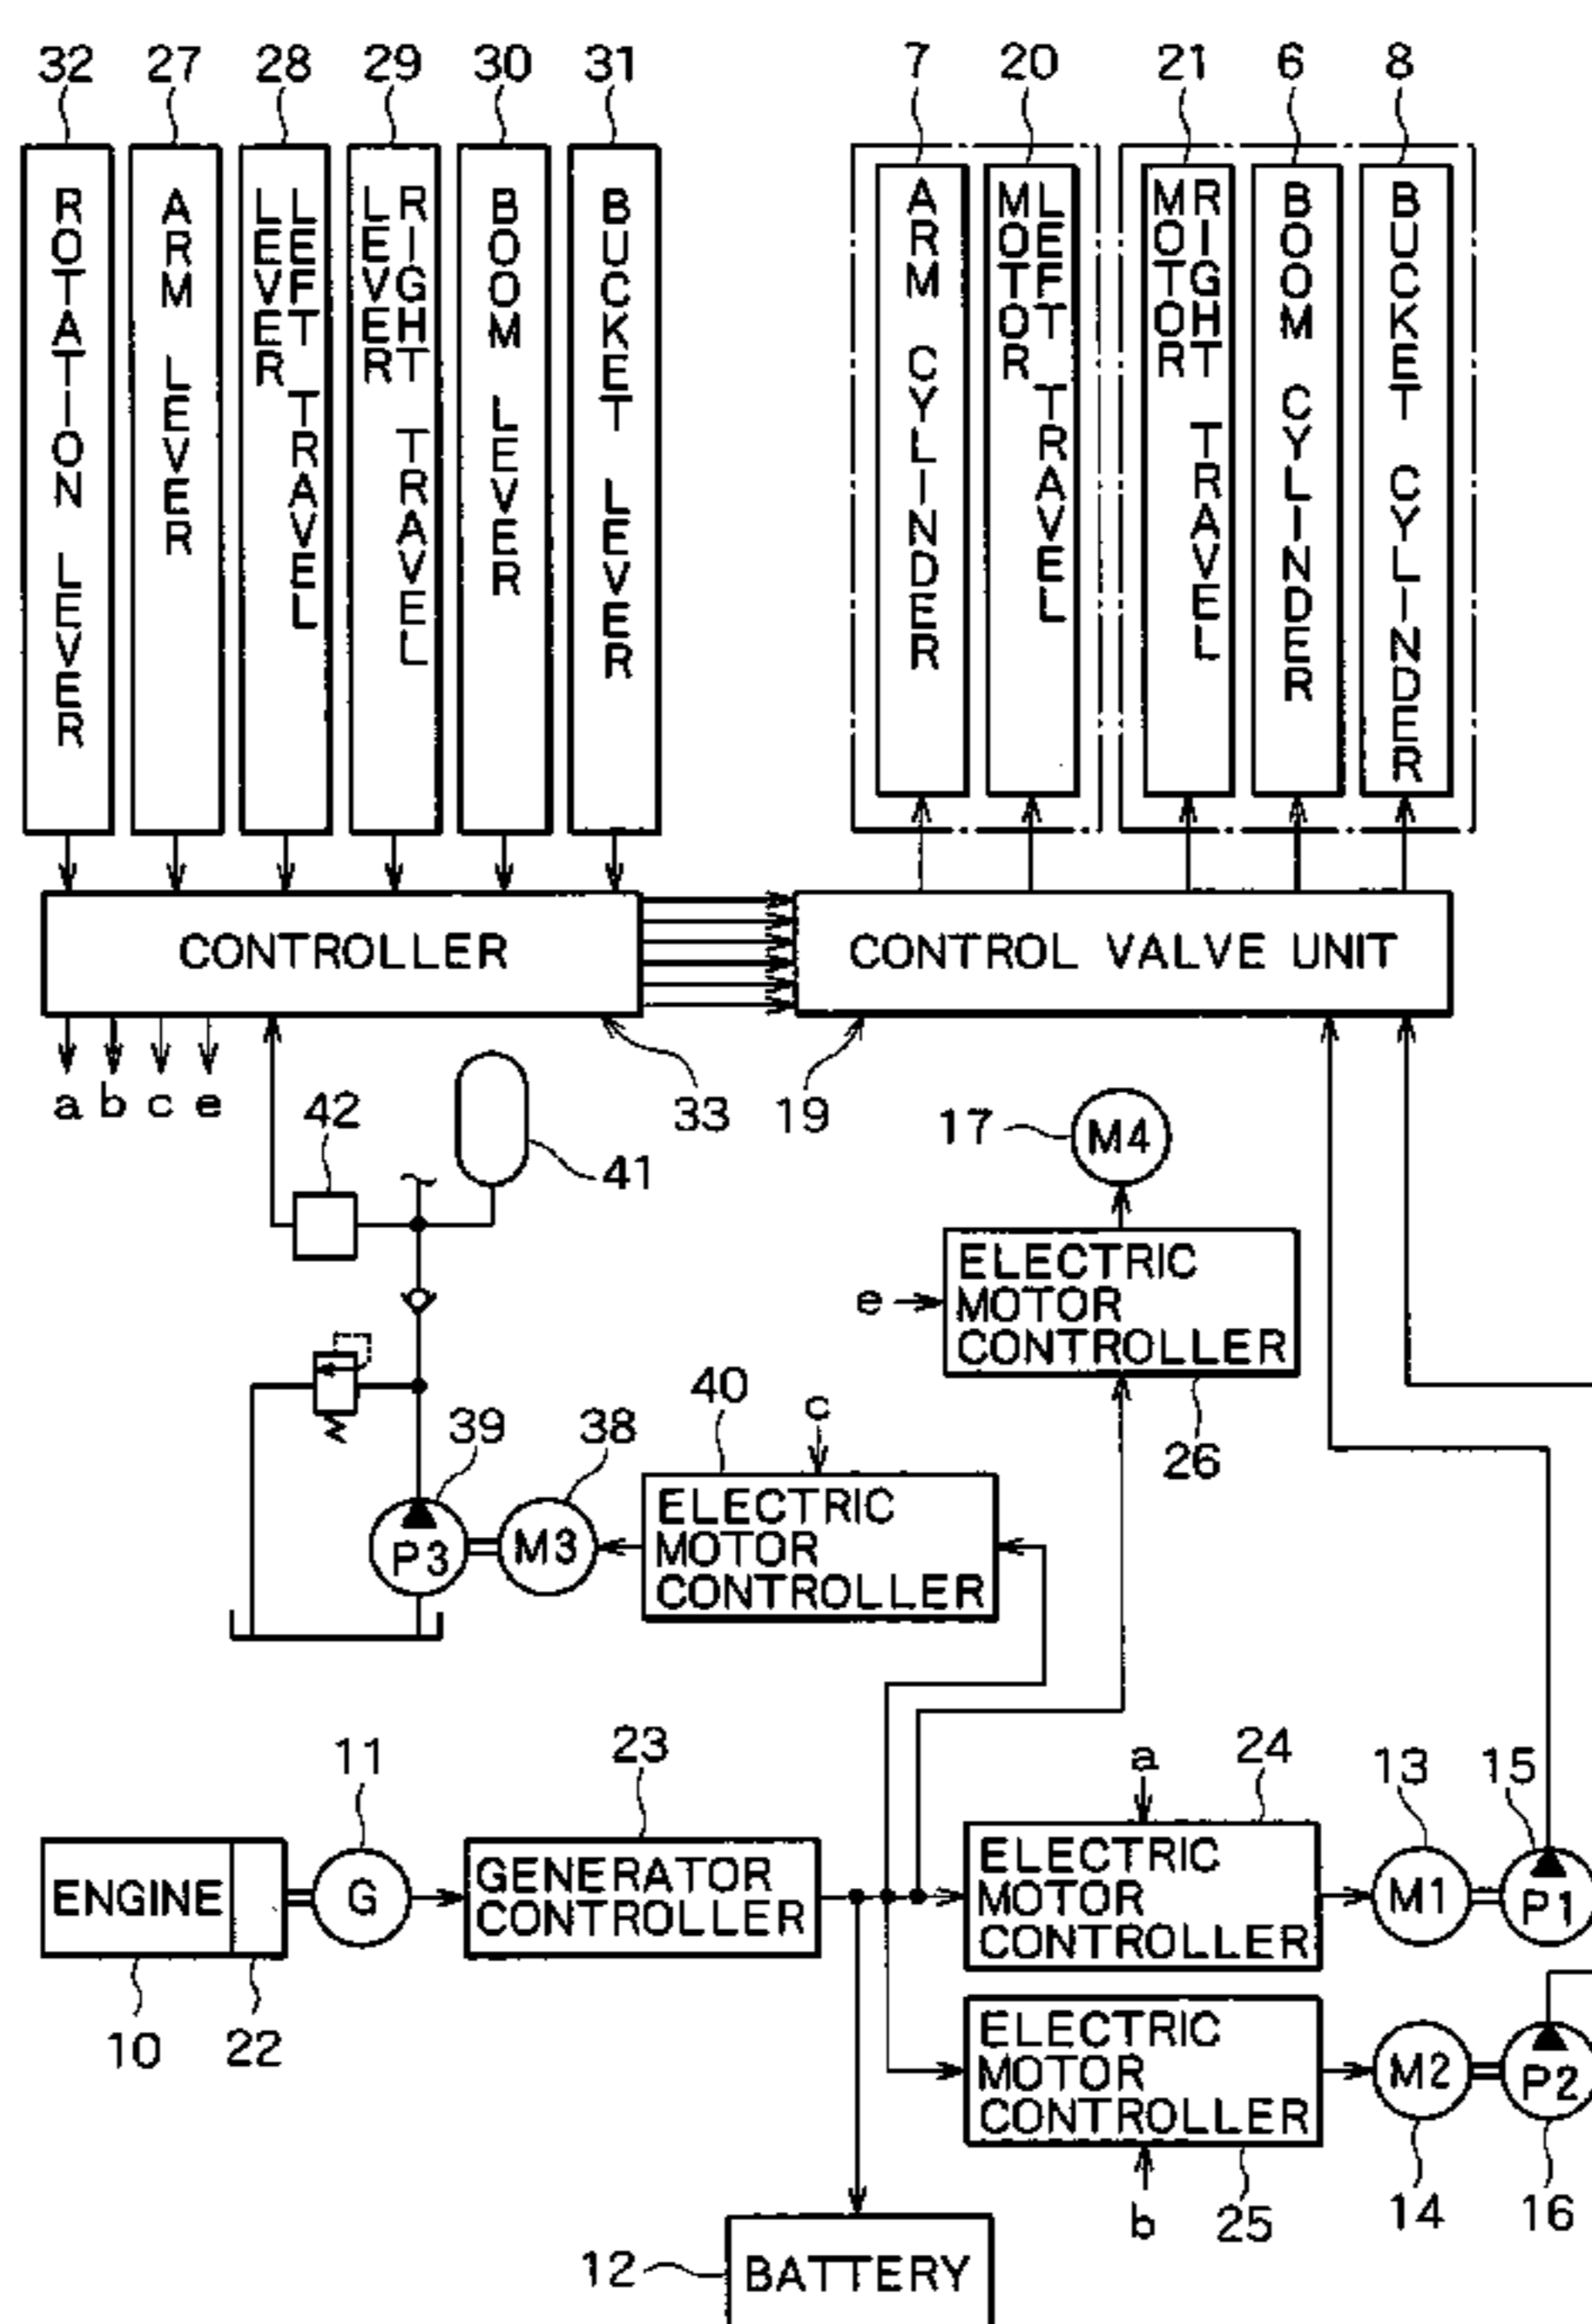 32 27 28 29 30 31 7 20 21 6 8
ROTATION LEVER
ARM LEVER
LEFT TRAVEL
LEVER
RIGHT TRAVEL
LEVER
BOOM LEVER
BUCKET LEVER
ARM CYLINDER
LEFT TRAVEL
MOTOR
RIGHT TRAVEL
MOTOR
BOOM CYLINDER
BUCKET CYLINDER
CONTROLLER
CONTROL VALVE UNIT
a b c e
42
41
33
19
17
M4
ELECTRIC
MOTOR
CONTROLLER
e
26
39
38
40
c
P3
M3
ELECTRIC
MOTOR
CONTROLLER
11
23
a
24
13
15
ENGINE
G
GENERATOR
CONTROLLER
ELECTRIC
MOTOR
CONTROLLER
M1
P1
10
22
ELECTRIC
MOTOR
CONTROLLER
M2
P2
b
25
14
16
12
BATTERY